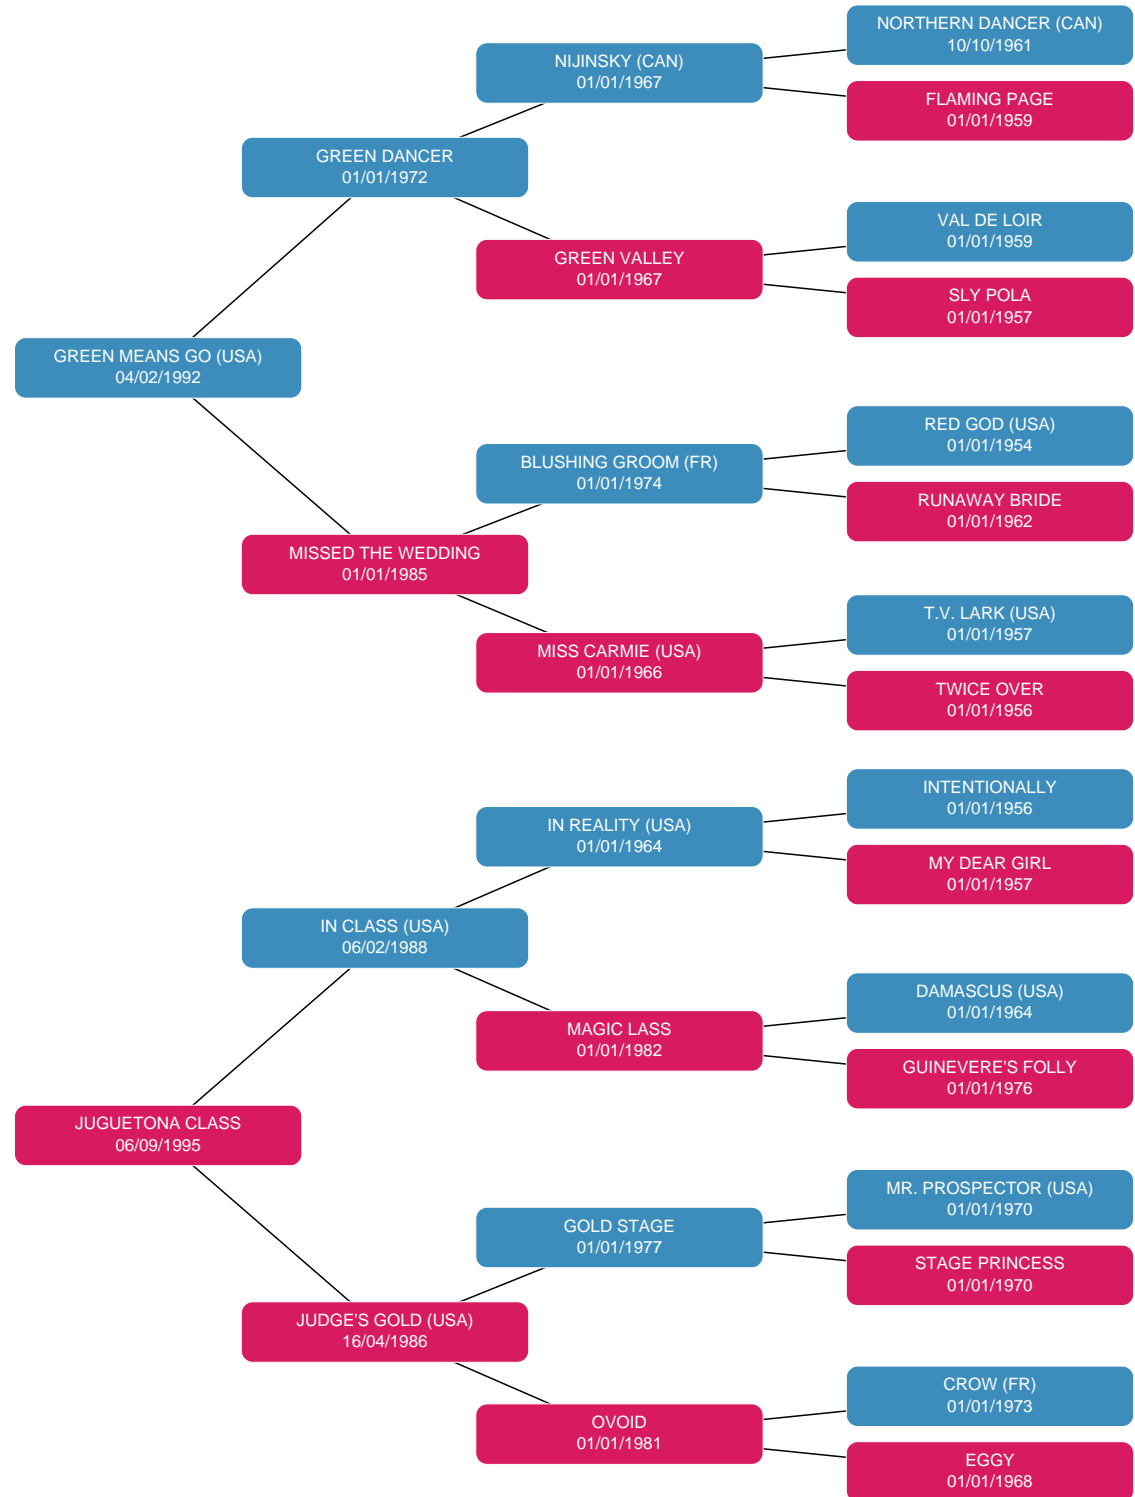 NORTHERN DANCER (CAN)
10/10/1961
NIJINSKY (CAN)
01/01/1967
FLAMING PAGE
01/01/1959
GREEN DANCER
01/01/1972
VAL DE LOIR
01/01/1959
GREEN VALLEY
01/01/1967
SLY POLA
01/01/1957
GREEN MEANS GO (USA)
04/02/1992
RED GOD (USA)
01/01/1954
BLUSHING GROOM (FR)
01/01/1974
RUNAWAY BRIDE
01/01/1962
MISSED THE WEDDING
01/01/1985
T.V. LARK (USA)
01/01/1957
MISS CARMIE (USA)
01/01/1966
TWICE OVER
01/01/1956
INTENTIONALLY
01/01/1956
IN REALITY (USA)
01/01/1964
MY DEAR GIRL
01/01/1957
IN CLASS (USA)
06/02/1988
DAMASCUS (USA)
01/01/1964
MAGIC LASS
01/01/1982
GUINEVERE'S FOLLY
01/01/1976
JUGUETONA CLASS
06/09/1995
MR. PROSPECTOR (USA)
01/01/1970
GOLD STAGE
01/01/1977
STAGE PRINCESS
01/01/1970
JUDGE'S GOLD (USA)
16/04/1986
CROW (FR)
01/01/1973
OVOID
01/01/1981
EGGY
01/01/1968